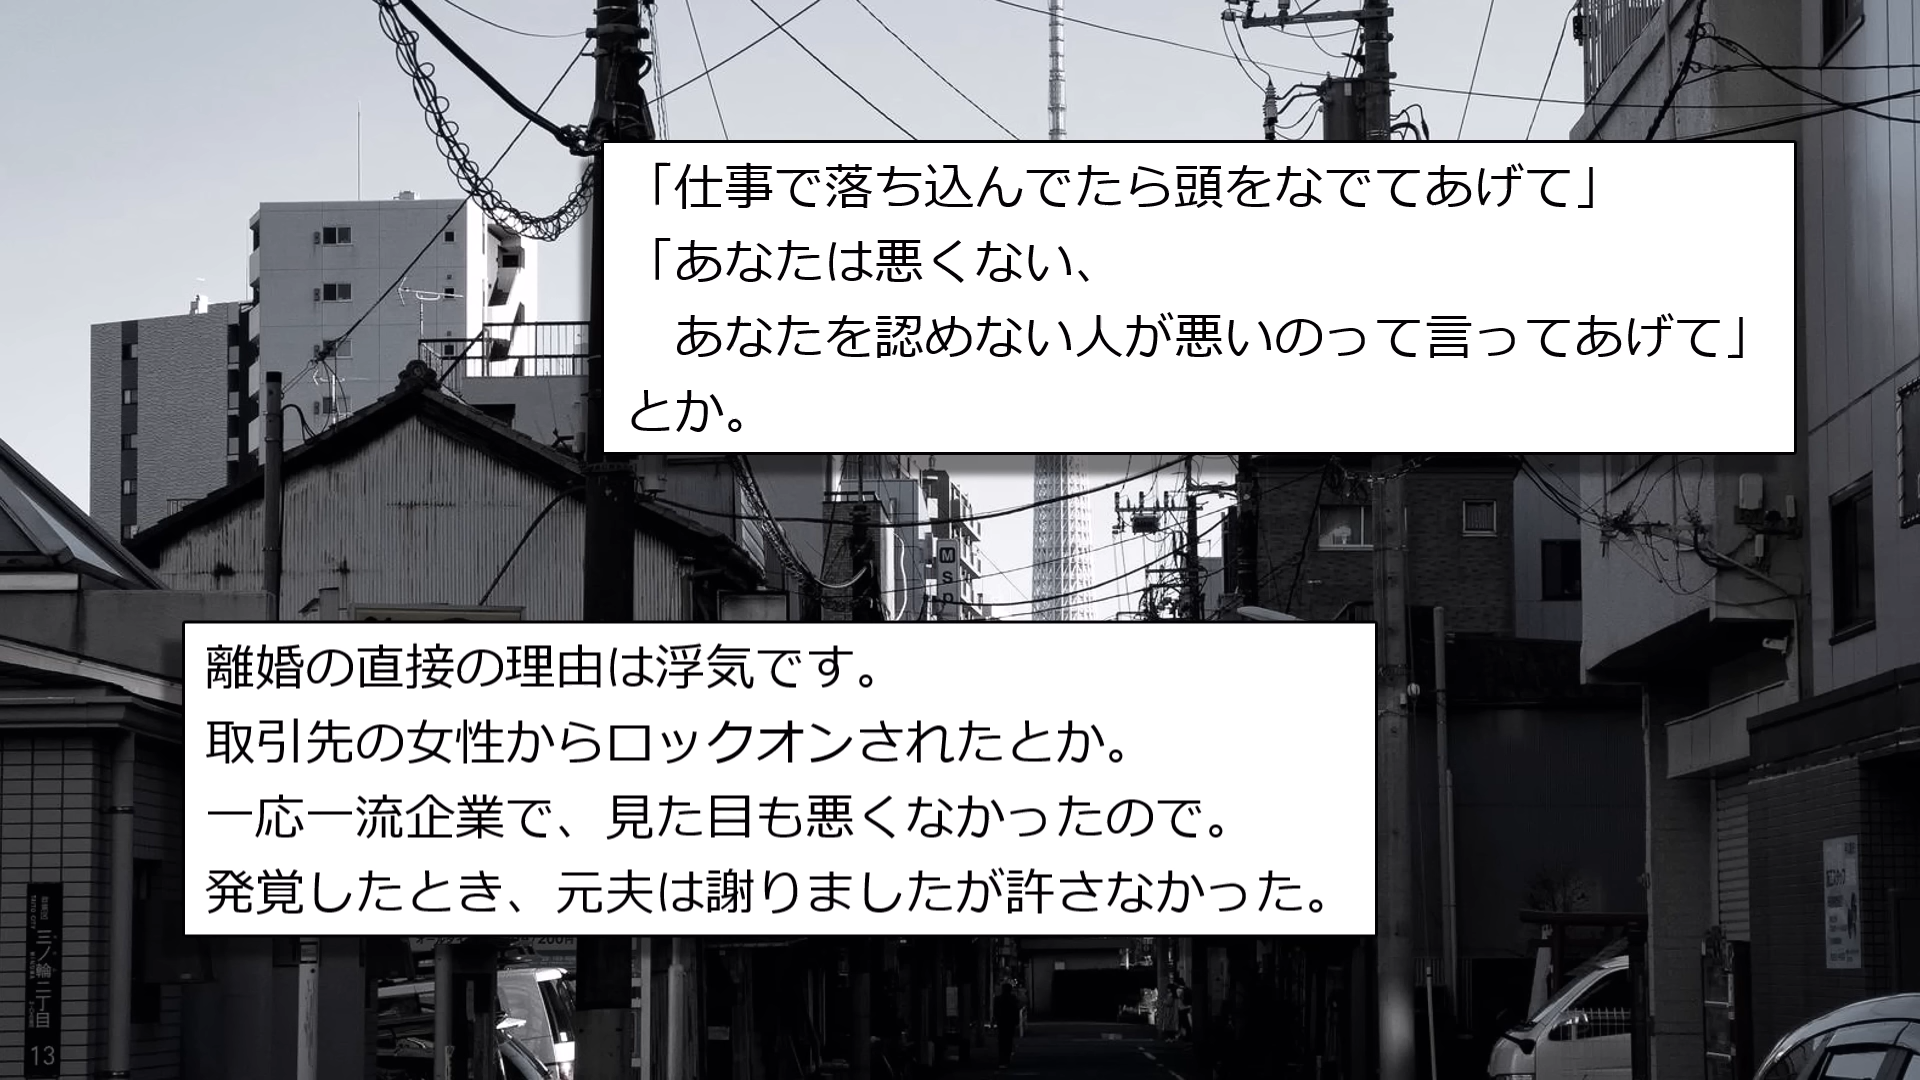 「仕事で落ち込んでたら頭をなでてあげて」
「あなたは悪くない、
　あなたを認めない人が悪いのって言ってあげて」
とか。
離婚の直接の理由は浮気です。
取引先の女性からロックオンされたとか。
一応一流企業で、見た目も悪くなかったので。
発覚したとき、元夫は謝りましたが許さなかった。
三ノ輪二丁目
13